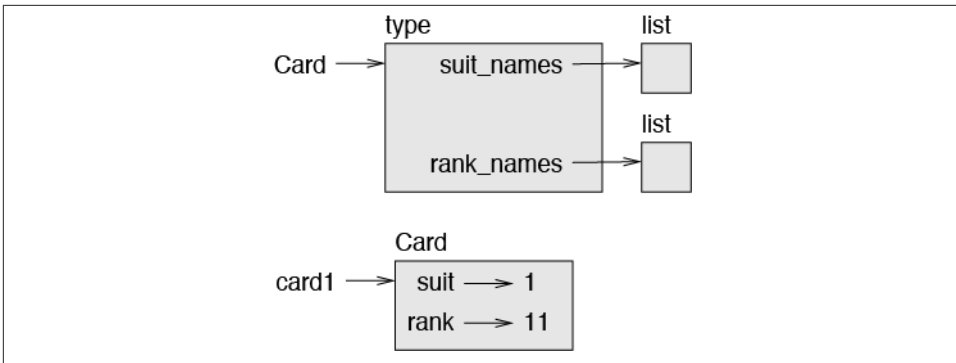 type list
Card suit_names
list
rank_names
Card
card1 suit 1
rank 11